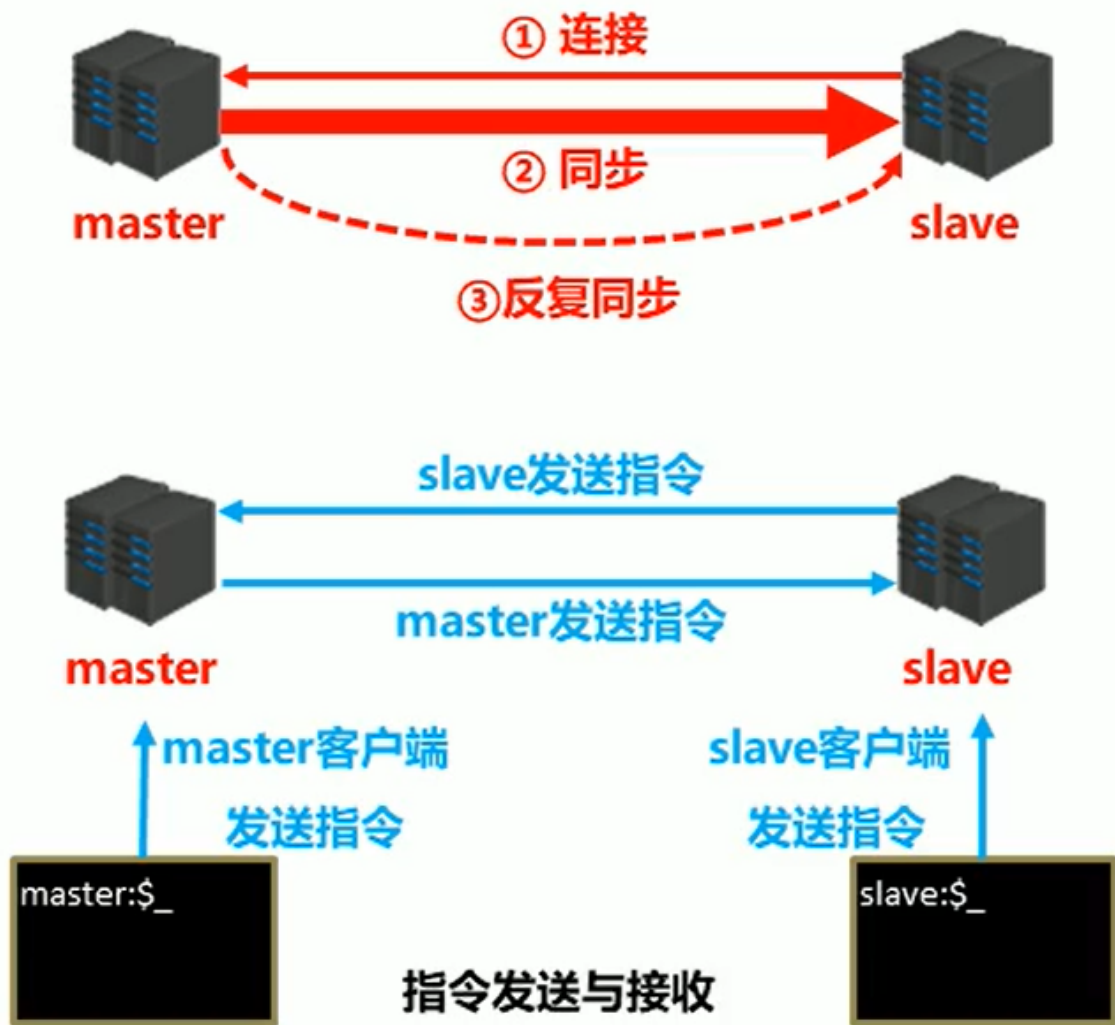 ① 连接
② 同步
master
slave
③反复同步
slave发送指令
master发送指令
master
slave
master客户端
发送指令
slave客户端
发送指令
master:$_
slave:$_
指令发送与接收